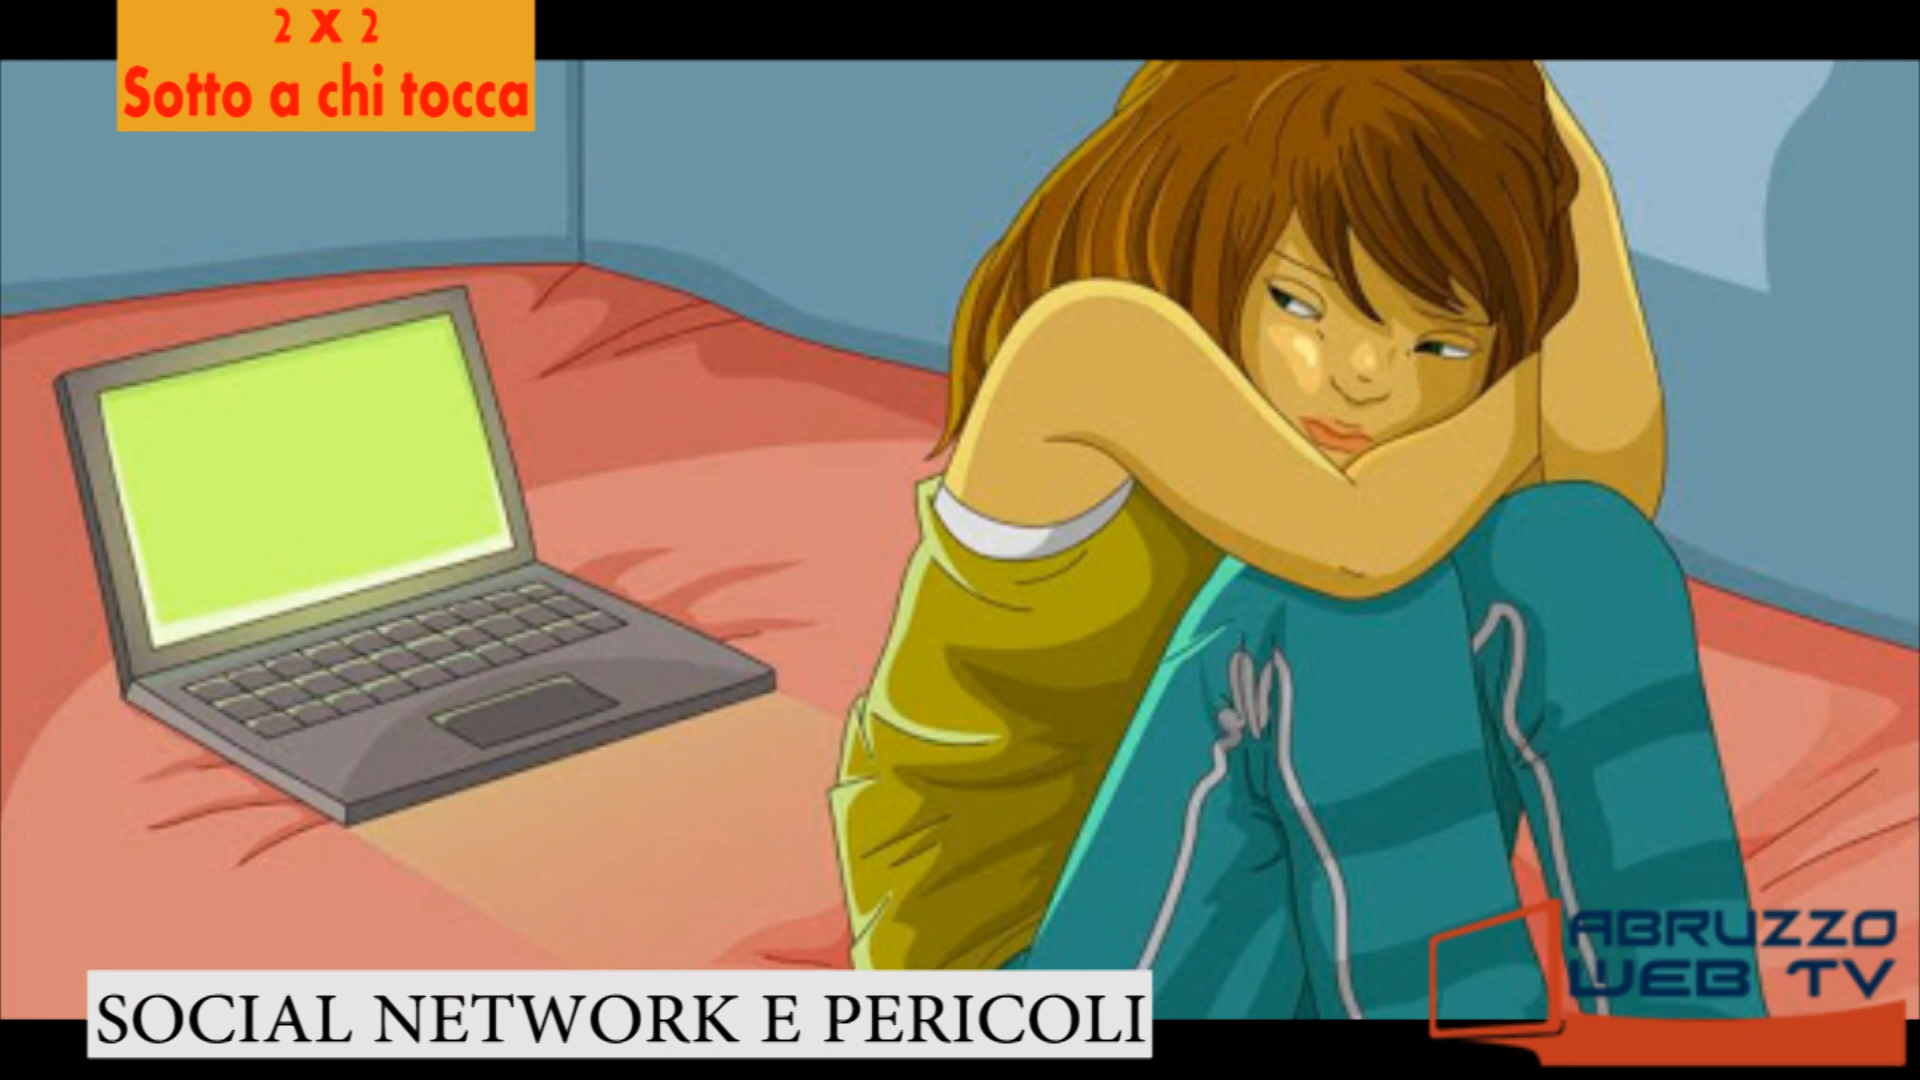 2 x 2
Sotto a chi tocca
SOCIAL NETWORK E PERICOLI
ABRUZZO
WEB TV